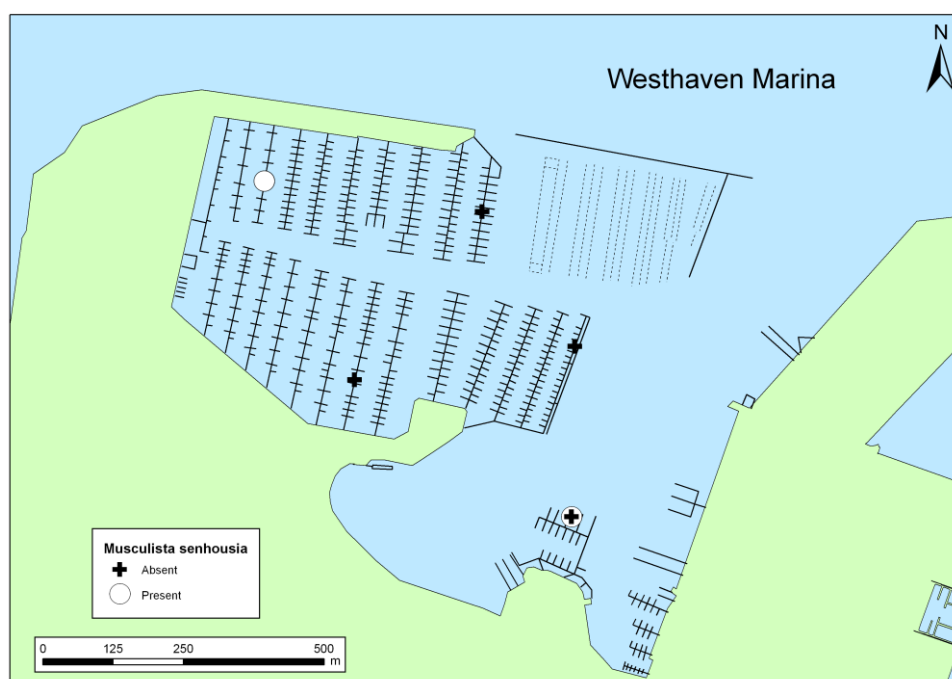 N
Westhaven Marina
Musculista senhousia
Absent
Present
0 125 250 500
m